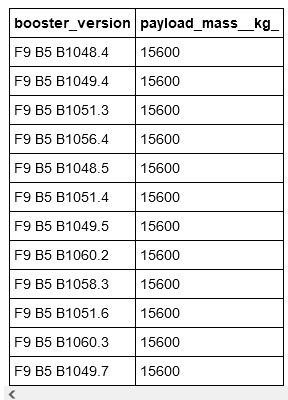 booster_version payload_mass__kg_
F9 B5 B1048.4 15600
F9 B5 B1049.4 15600
F9 B5 B1051.3 15600
F9 B5 B1056.4 15600
F9 B5 B1048.5 15600
F9 B5 B1051.4 15600
F9 B5 B1049.5 15600
F9 B5 B1060.2 15600
F9 B5 B1058.3 15600
F9 B5 B1051.6 15600
F9 B5 B1060.3 15600
F9 B5 B1049.7 15600